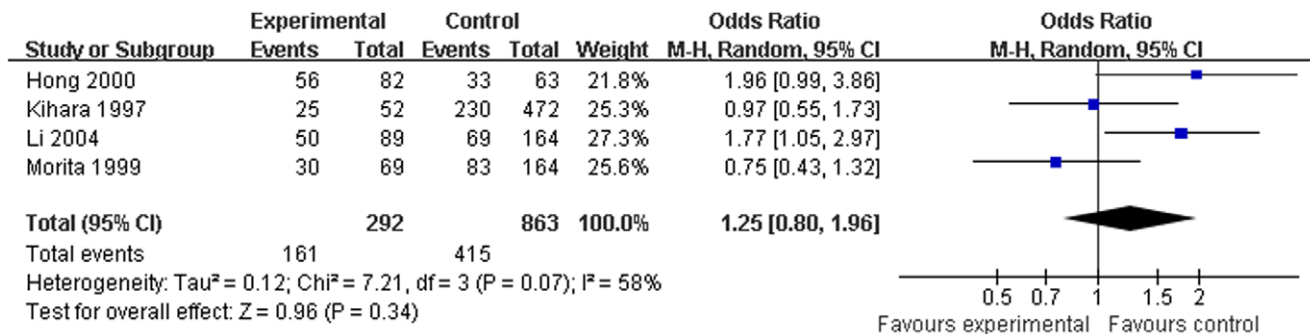 Experimental Control Odds Ratio Odds Ratio
Study or Subgroup Events Total Events Total Weight M-H, Random, 95% CI M-H, Random, 95% CI
Hong 2000 56 82 33 63 21.8% 1.96 [0.99, 3.86]
Kihara 1997 25 52 230 472 25.3% 0.97 [0.55, 1.73]
Li 2004 50 89 69 164 27.3% 1.77 [1.05, 2.97]
Morita 1999 30 69 83 164 25.6% 0.75 [0.43, 1.32]
Total (95% CI) 292 863 100.0% 1.25 [0.80, 1.96]
Total events 161 415
Heterogeneity: Tau² = 0.12; Chi² = 7.21, df = 3 (P = 0.07); I² = 58%
Test for overall effect: Z = 0.96 (P = 0.34)
0.5 0.7 1 1.5 2
Favours experimental Favours control